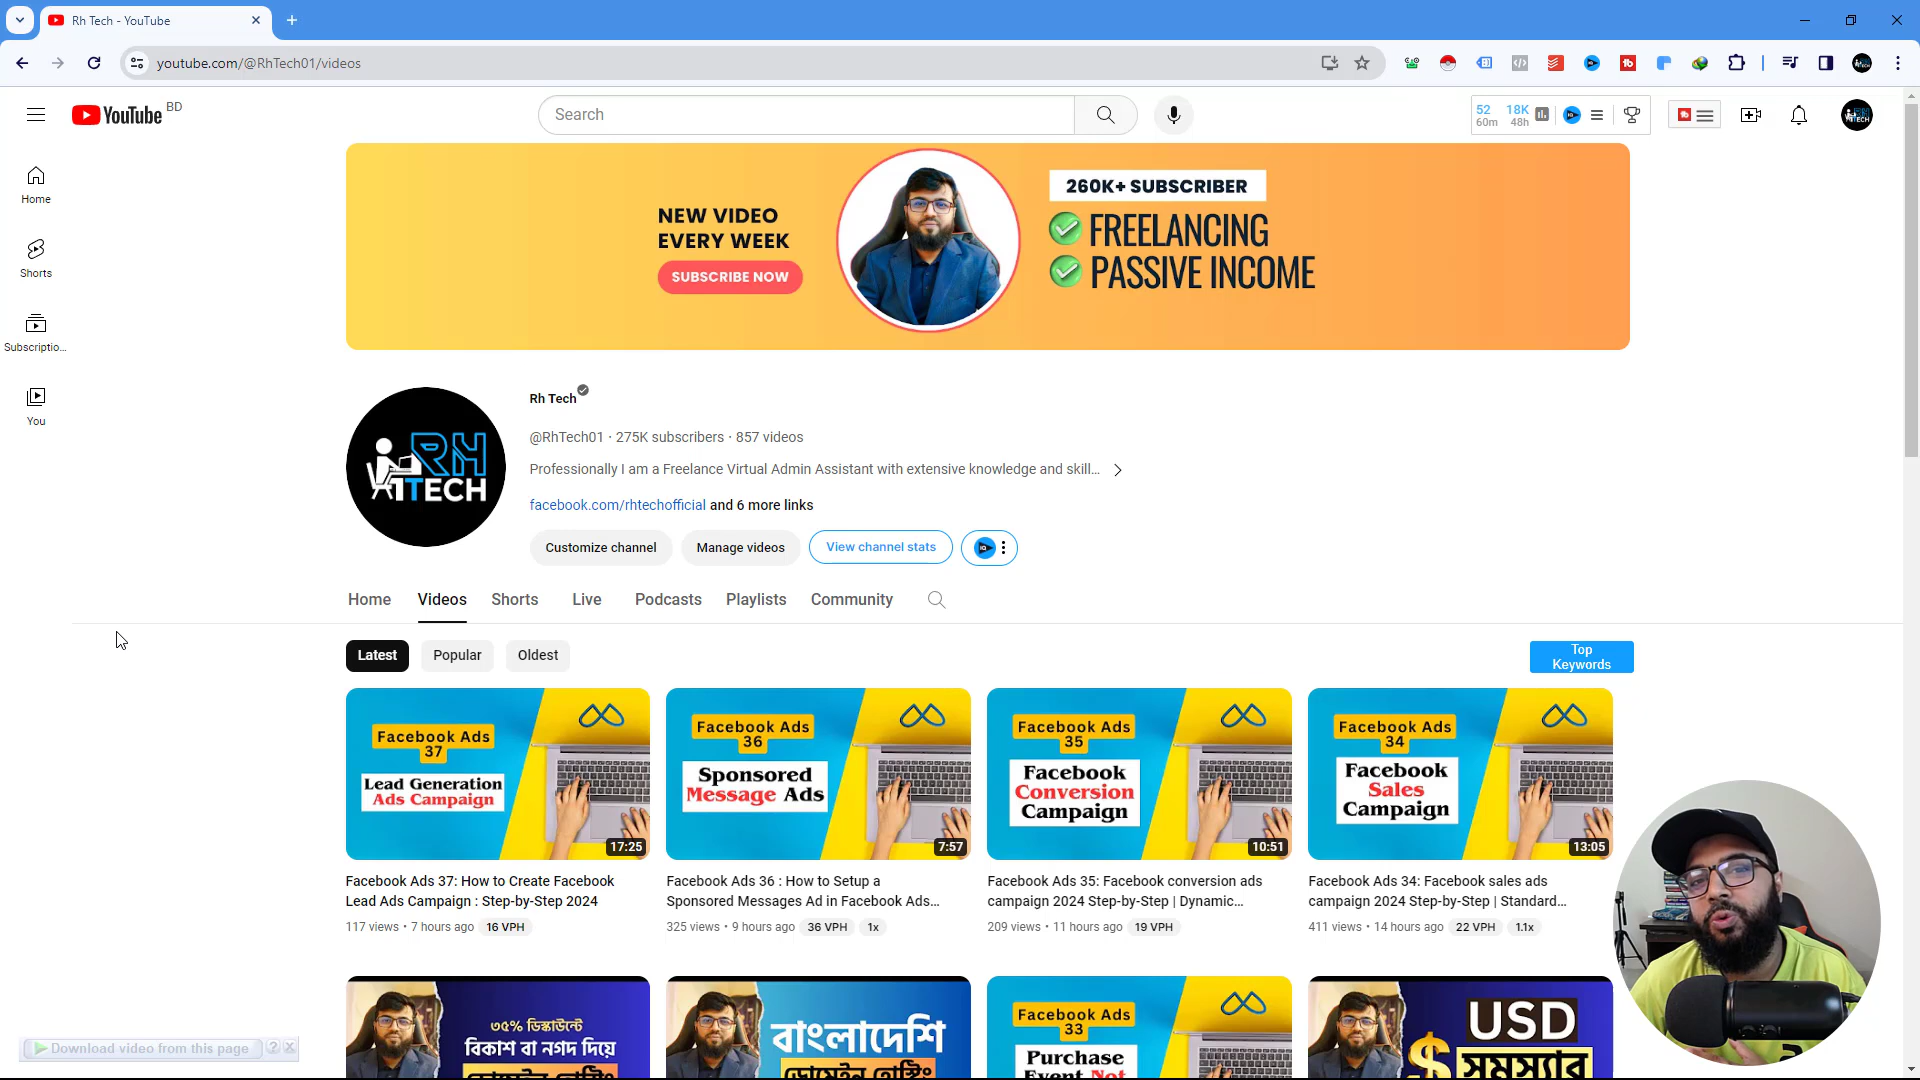 Rh Tech - YouTube
youtube.com/@RhTech01/videos
YouTube BD
Search
52 60m
18K 48h
Home
Shorts
Subscriptio...
You
NEW VIDEO
EVERY WEEK
SUBSCRIBE NOW
260K+ SUBSCRIBER
FREELANCING
PASSIVE INCOME
RH
TECH
Rh Tech
@RhTech01 · 275K subscribers · 857 videos
Professionally I am a Freelance Virtual Admin Assistant with extensive knowledge and skill...
facebook.com/rhtechofficial and 6 more links
Customize channel
Manage videos
View channel stats
Home Videos Shorts Live Podcasts Playlists Community
Latest Popular Oldest
Top
Keywords
Facebook Ads
37
Lead Generation
Ads Campaign
17:25
Facebook Ads 37: How to Create Facebook
Lead Ads Campaign : Step-by-Step 2024
117 views · 7 hours ago 16 VPH
Facebook Ads
36
Sponsored
Message Ads
7:57
Facebook Ads 36 : How to Setup a
Sponsored Messages Ad in Facebook Ads...
325 views · 9 hours ago 36 VPH 1x
Facebook Ads
35
Facebook
Conversion
Campaign
10:51
Facebook Ads 35: Facebook conversion ads
campaign 2024 Step-by-Step | Dynamic...
209 views · 11 hours ago 19 VPH
Facebook Ads
34
Facebook
Sales
Campaign
13:05
Facebook Ads 34: Facebook sales ads
campaign 2024 Step-by-Step | Standard...
411 views · 14 hours ago 22 VPH 1.1x
৩৫% ডিস্কাউন্টে
বিকাশ বা নগদ দিয়ে
ডোমেইন হোস্টিং
বাংলাদেশি
ডোমেইন হোস্টিং
Facebook Ads
33
Purchase
Event Not
USD
$ সমস্যার
Download video from this page